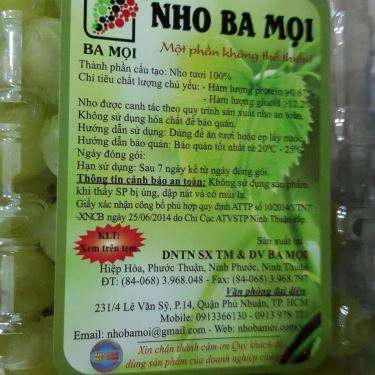 NHO BA MỌI
BA MỌI
Một phần không thể thiếu!
Thành phần cấu tạo: Nho tươi 100%
Chỉ tiêu chất lượng chủ yếu: - Hàm lượng protein >0.6
- Hàm lượng glucid >12.2
Nho được canh tác theo quy trình sản xuất nho an toàn.
Không sử dụng hóa chất để bảo quản.
Hướng dẫn sử dụng: Dùng để ăn tươi hoặc ép lấy nước.
Hướng dẫn bảo quản: Bảo quản tốt nhất từ 20⁰C - 25⁰C
Ngày đóng gói:
Hạn sử dụng: Sau 7 ngày kể từ ngày đóng gói.
Thông tin cảnh báo an toàn: Không sử dụng sản phẩm
khi thấy SP bị úng, dập nát và có mùi lạ.
Giấy xác nhận công bố phù hợp quy định ATTP số
-XNCB ngày 25/06/2014 do Chi Cục ATVSTP Ninh Thuận cấp.
KLT:
Xem trên tem
Sản xuất tại
DNTN SX TM & DV BA MỌI
Hiệp Hòa, Phước Thuận, Ninh Phước, Ninh Thuận
ĐT: (84-068) 3.968.048 - Fax: (84-068) 3.968.797
Văn phòng đại diện
231/4 Lê Văn Sỹ, P.14, Quận Phú Nhuận, TP. HCM
Mobile: 0913366130 - 0913 978 721
Email: nhobamoi@gmail.com - Web: nhobamoi.com.vn
Xin chân thành cảm ơn Quý khách đã
dùng sản phẩm của doanh nghiệp chúng